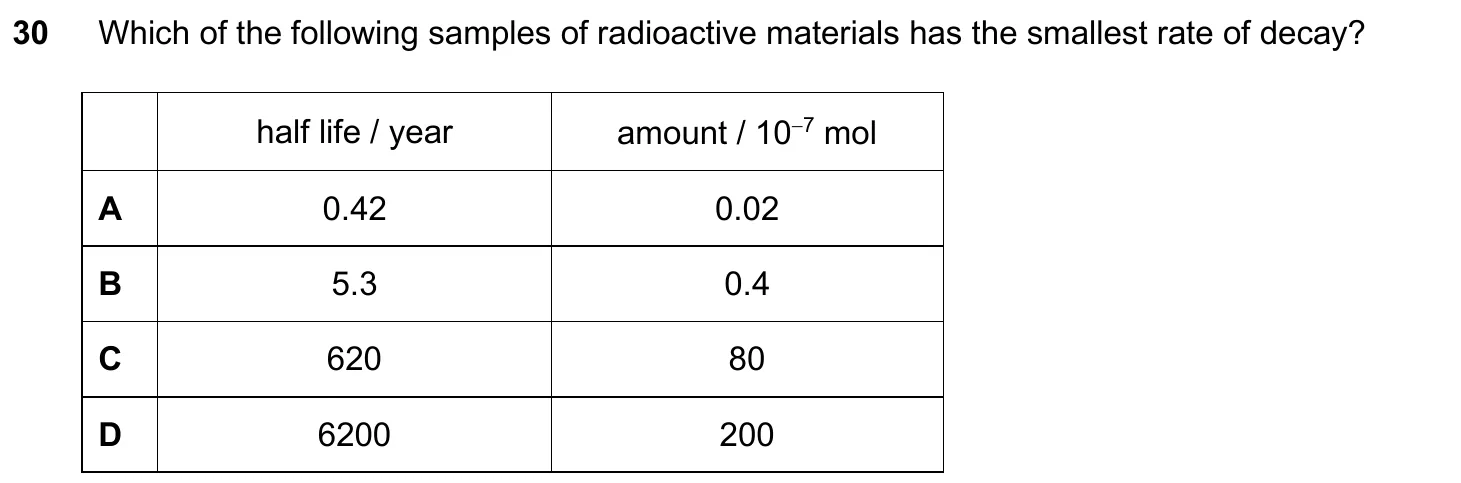 30 Which of the following samples of radioactive materials has the smallest rate of decay?
half life / year amount / 10⁻⁷ mol
A 0.42 0.02
B 5.3 0.4
C 620 80
D 6200 200